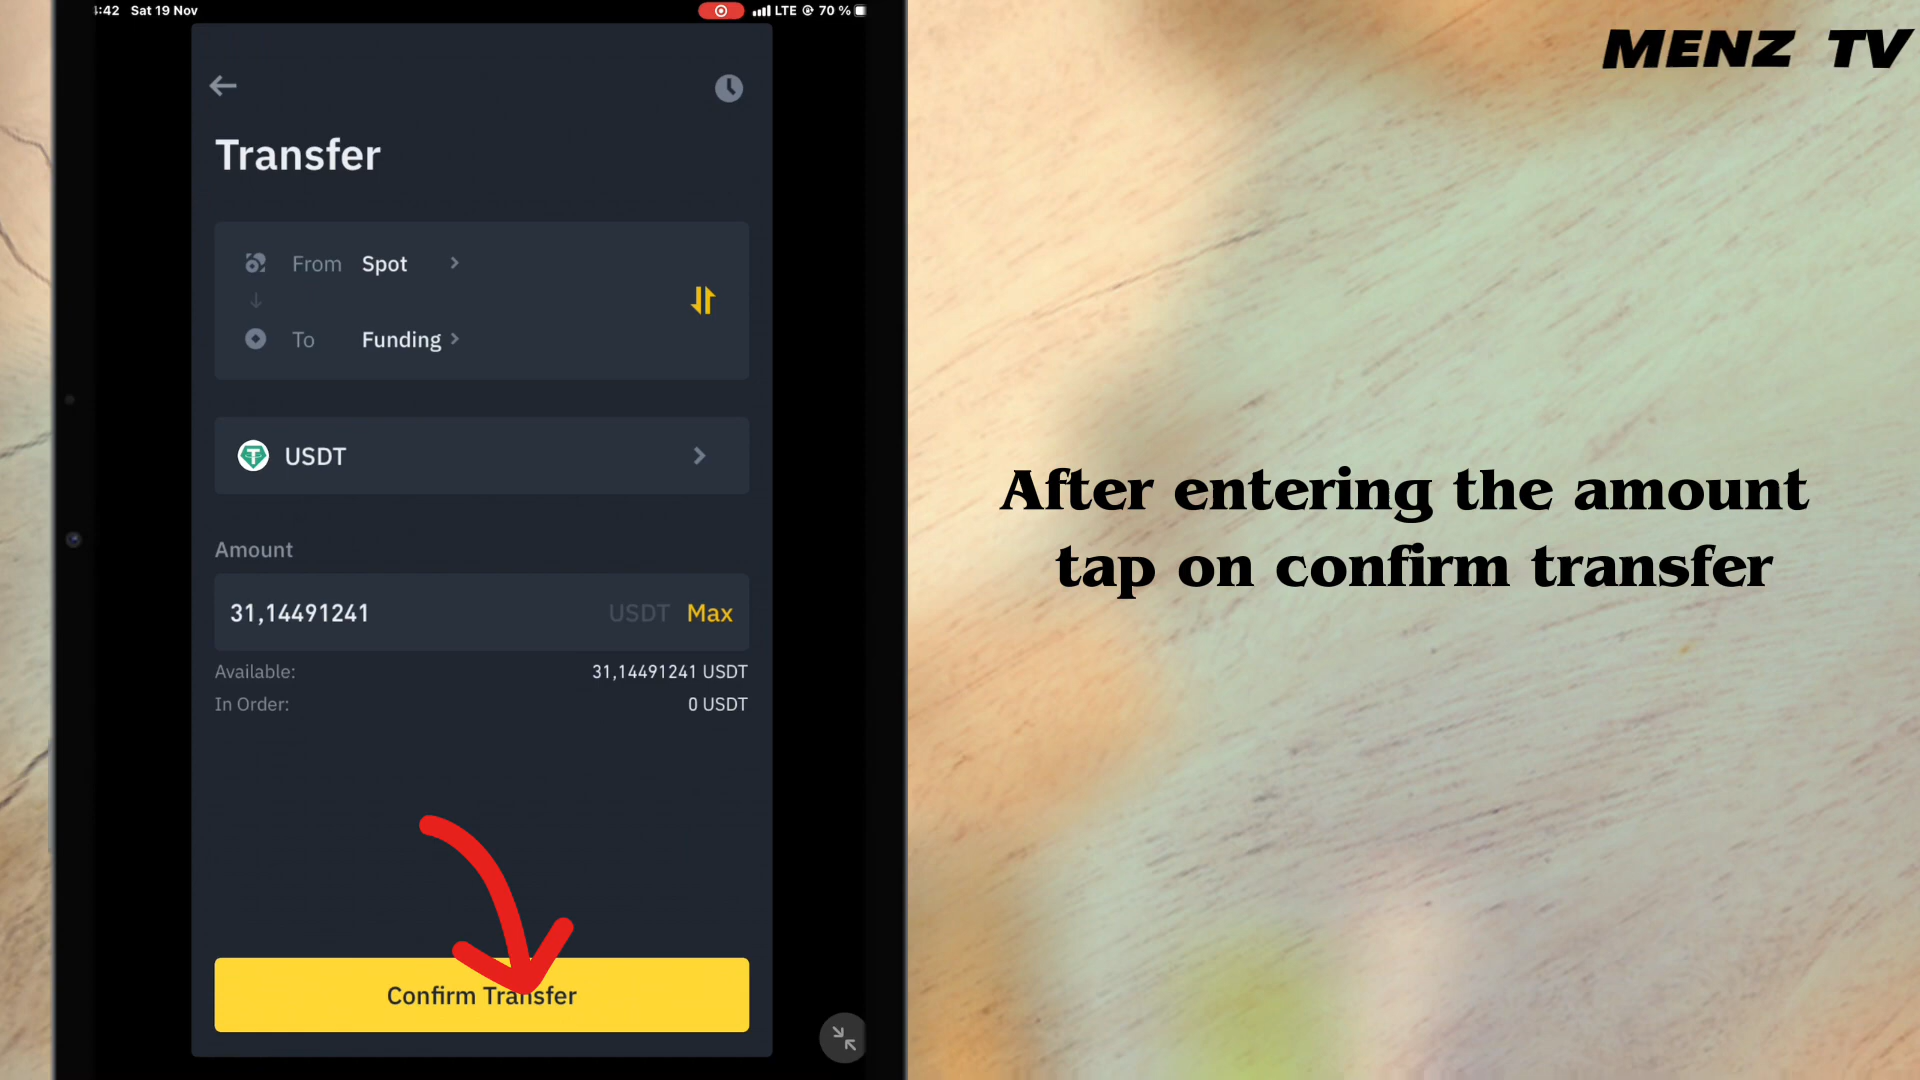 :42 Sat 19 Nov
LTE 70 %
MENZ TV
Transfer
From Spot
To Funding
USDT
Amount
31,14491241 USDT Max
Available: 31,14491241 USDT
In Order: 0 USDT
Confirm Transfer
After entering the amount
tap on confirm transfer